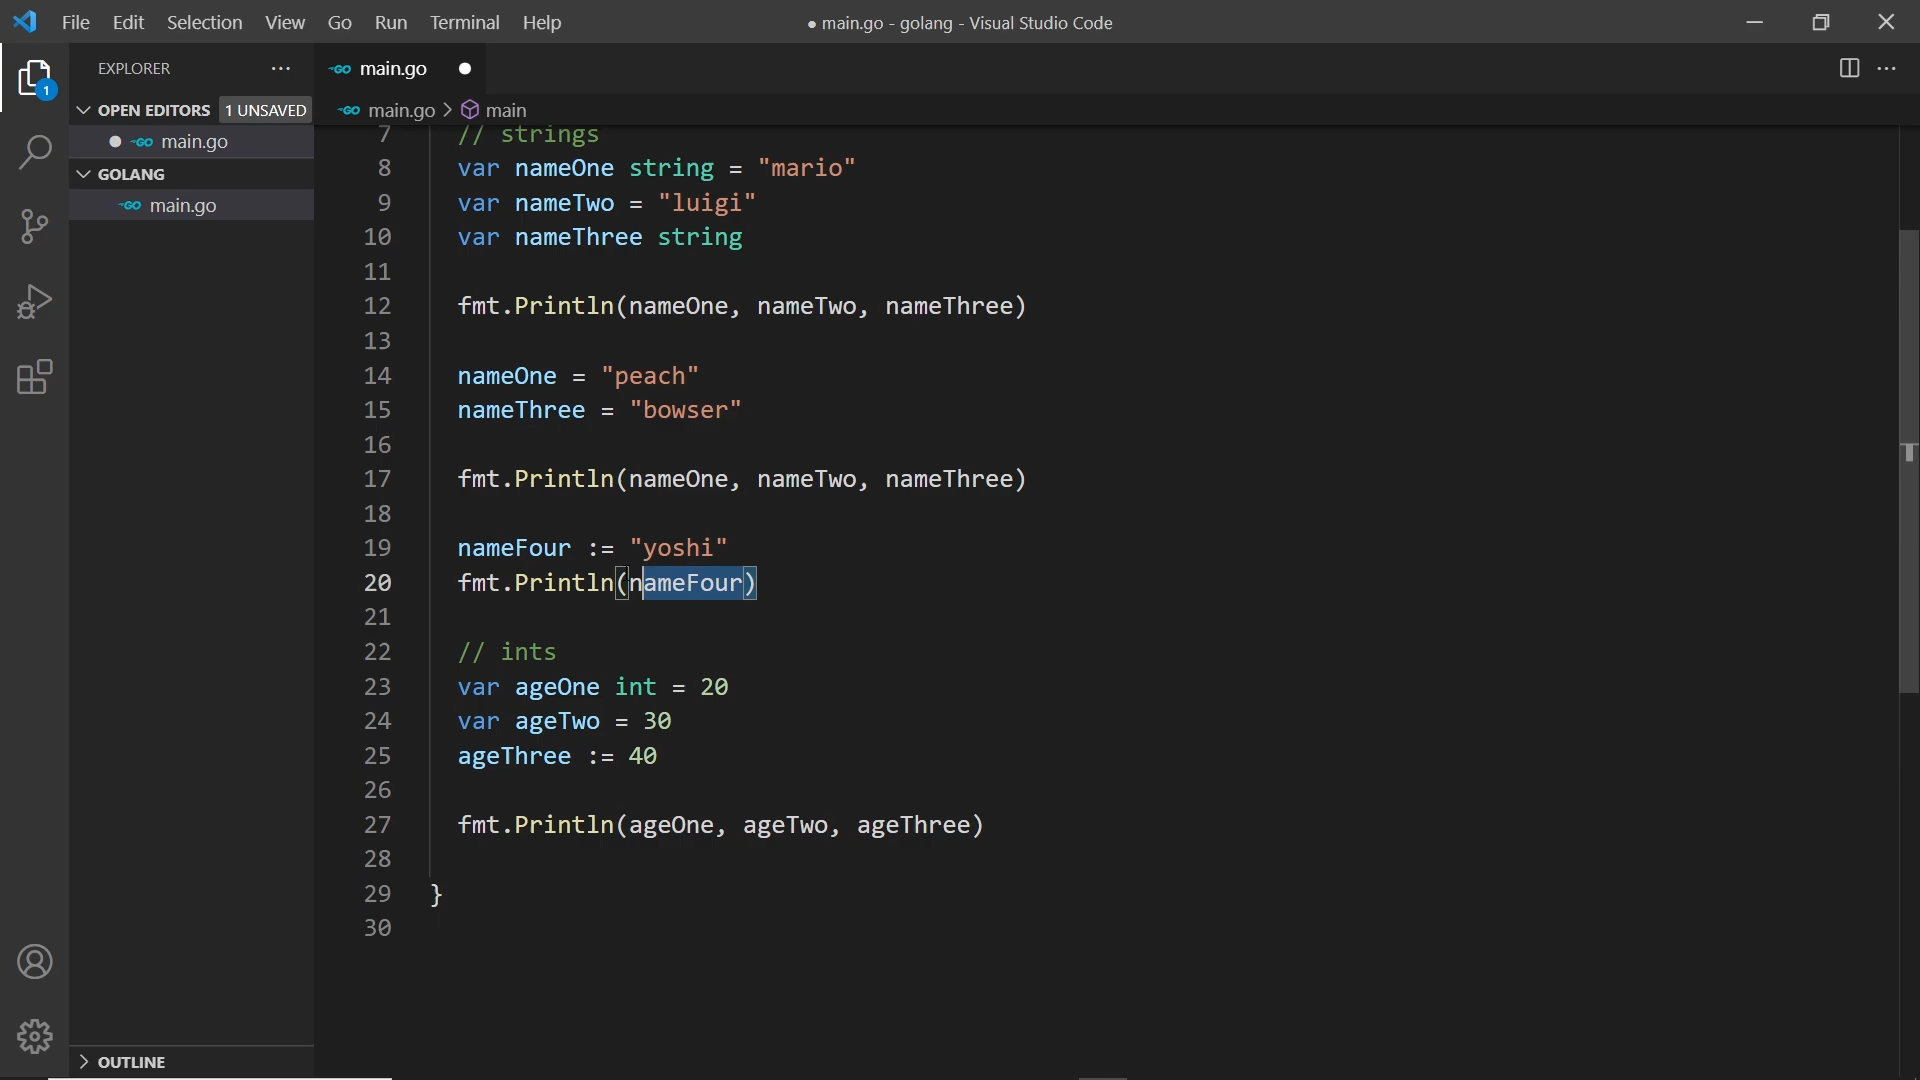 File Edit Selection View Go Run Terminal Help
● main.go - golang - Visual Studio Code
EXPLORER
main.go
1
OPEN EDITORS 1 UNSAVED
main.go > main
main.go
GOLANG
main.go
7 // strings
8 var nameOne string = "mario"
9 var nameTwo = "luigi"
10 var nameThree string
11
12 fmt.Println(nameOne, nameTwo, nameThree)
13
14 nameOne = "peach"
15 nameThree = "bowser"
16
17 fmt.Println(nameOne, nameTwo, nameThree)
18
19 nameFour := "yoshi"
20 fmt.Println(nameFour)
21
22 // ints
23 var ageOne int = 20
24 var ageTwo = 30
25 ageThree := 40
26
27 fmt.Println(ageOne, ageTwo, ageThree)
28
29 }
30
OUTLINE